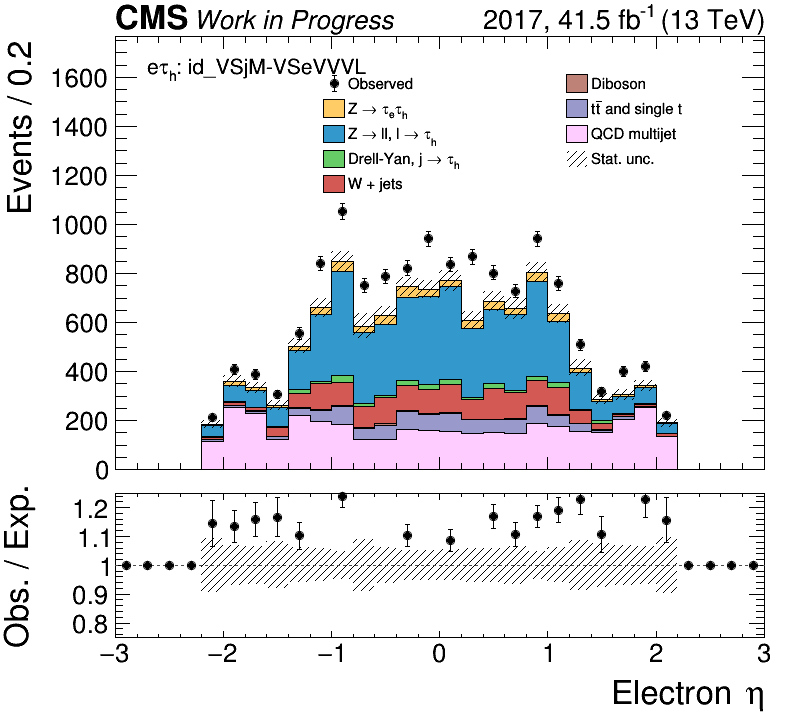 CMS Work in Progress 2017, 41.5 fb⁻¹ (13 TeV)
Events / 0.2
eτₕ: id_VSjM-VSeVVVL
Observed
Z → τₑτₕ
Z → ll, l → τₕ
Drell-Yan, j → τₕ
W + jets
Diboson
tt̄ and single t
QCD multijet
Stat. unc.
1600
1400
1200
1000
800
600
400
200
0
Obs. / Exp.
1.2
1.1
1
0.9
0.8
−3 −2 −1 0 1 2 3
Electron η